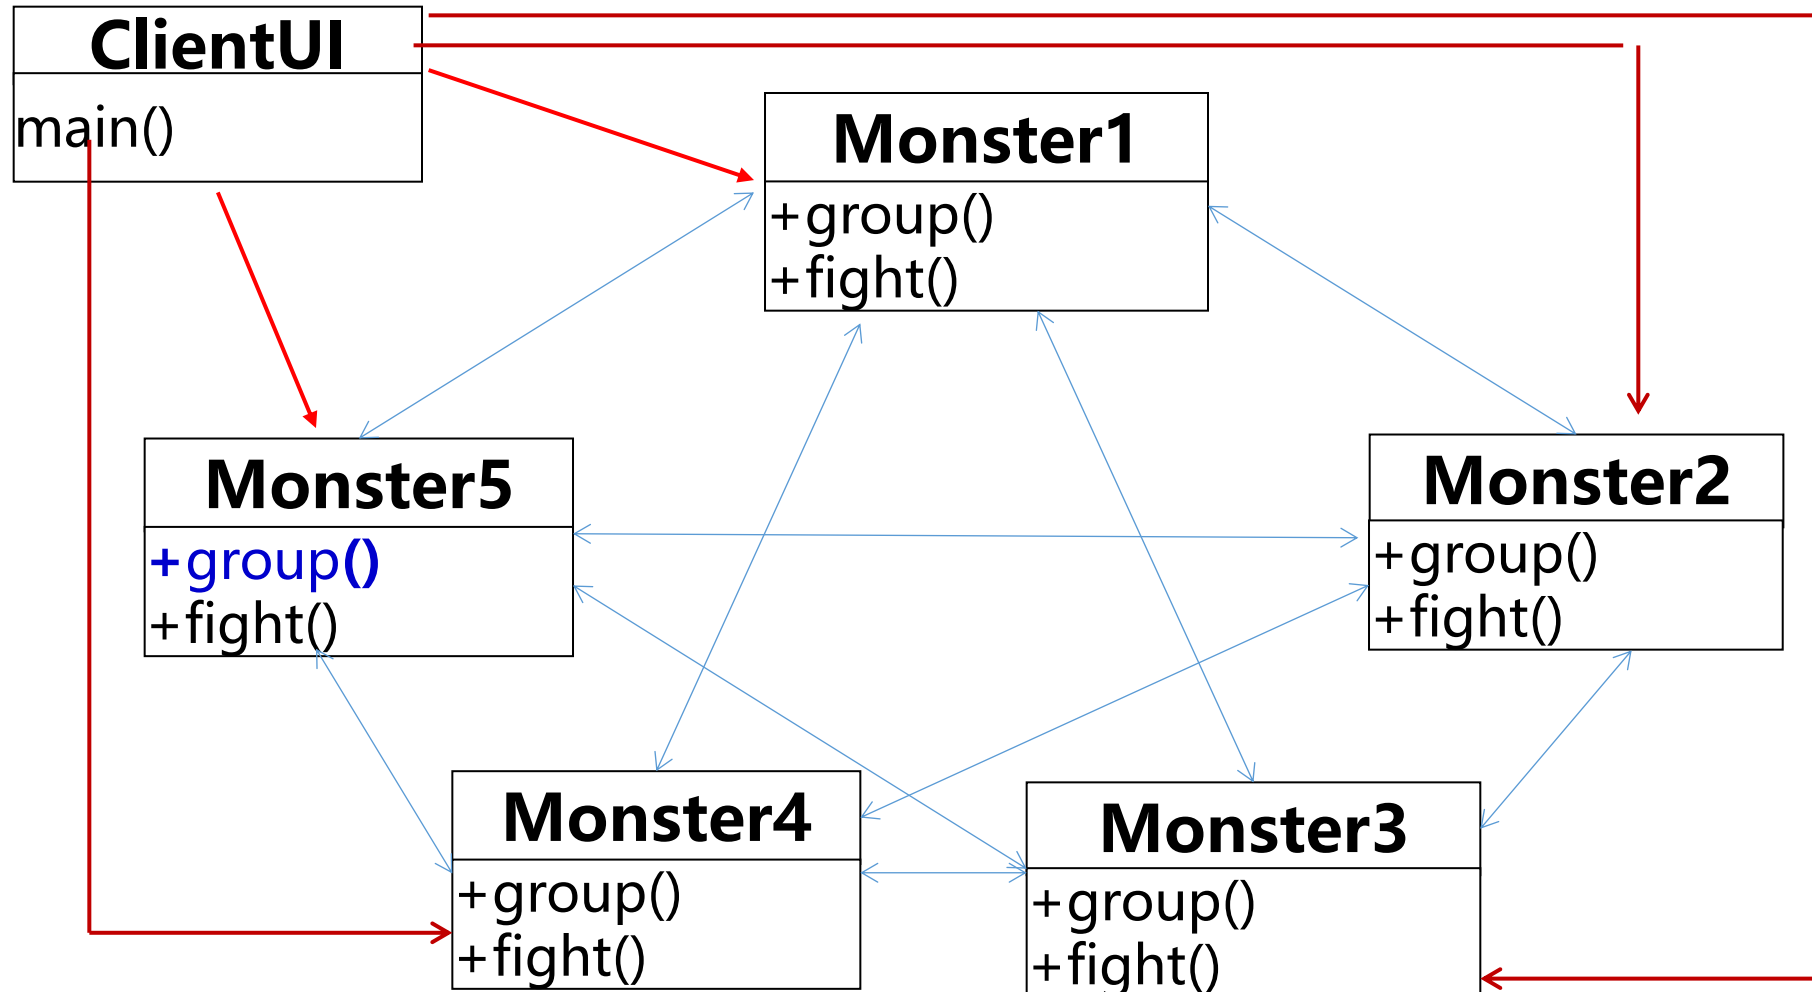 ClientUI
main()
Monster1
+group()
+fight()
Monster5
+group()
+fight()
Monster2
+group()
+fight()
Monster4
+group()
+fight()
Monster3
+group()
+fight()